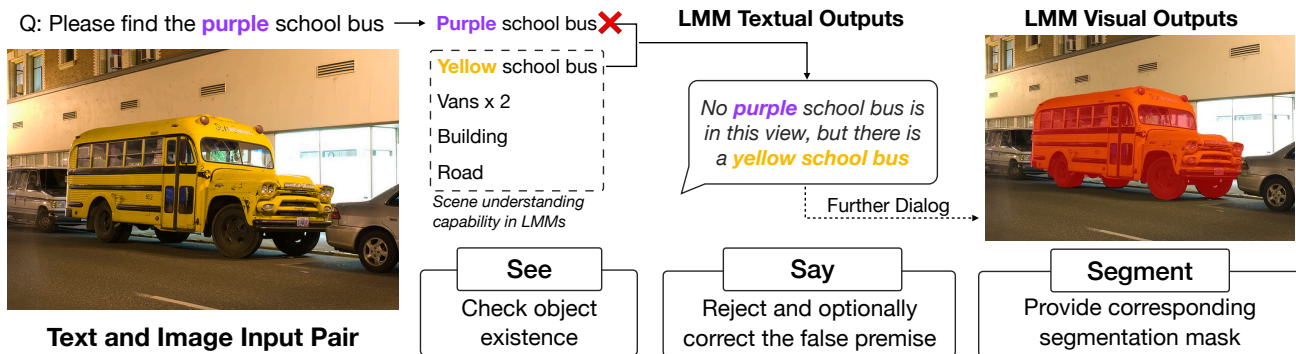 Q: Please find the purple school bus
Purple school bus
Yellow school bus
Vans x 2
Building
Road
Scene understanding
capability in LMMs
LMM Textual Outputs
No purple school bus is
in this view, but there is
a yellow school bus
Further Dialog
LMM Visual Outputs
Text and Image Input Pair
See
Check object
existence
Say
Reject and optionally
correct the false premise
Segment
Provide corresponding
segmentation mask